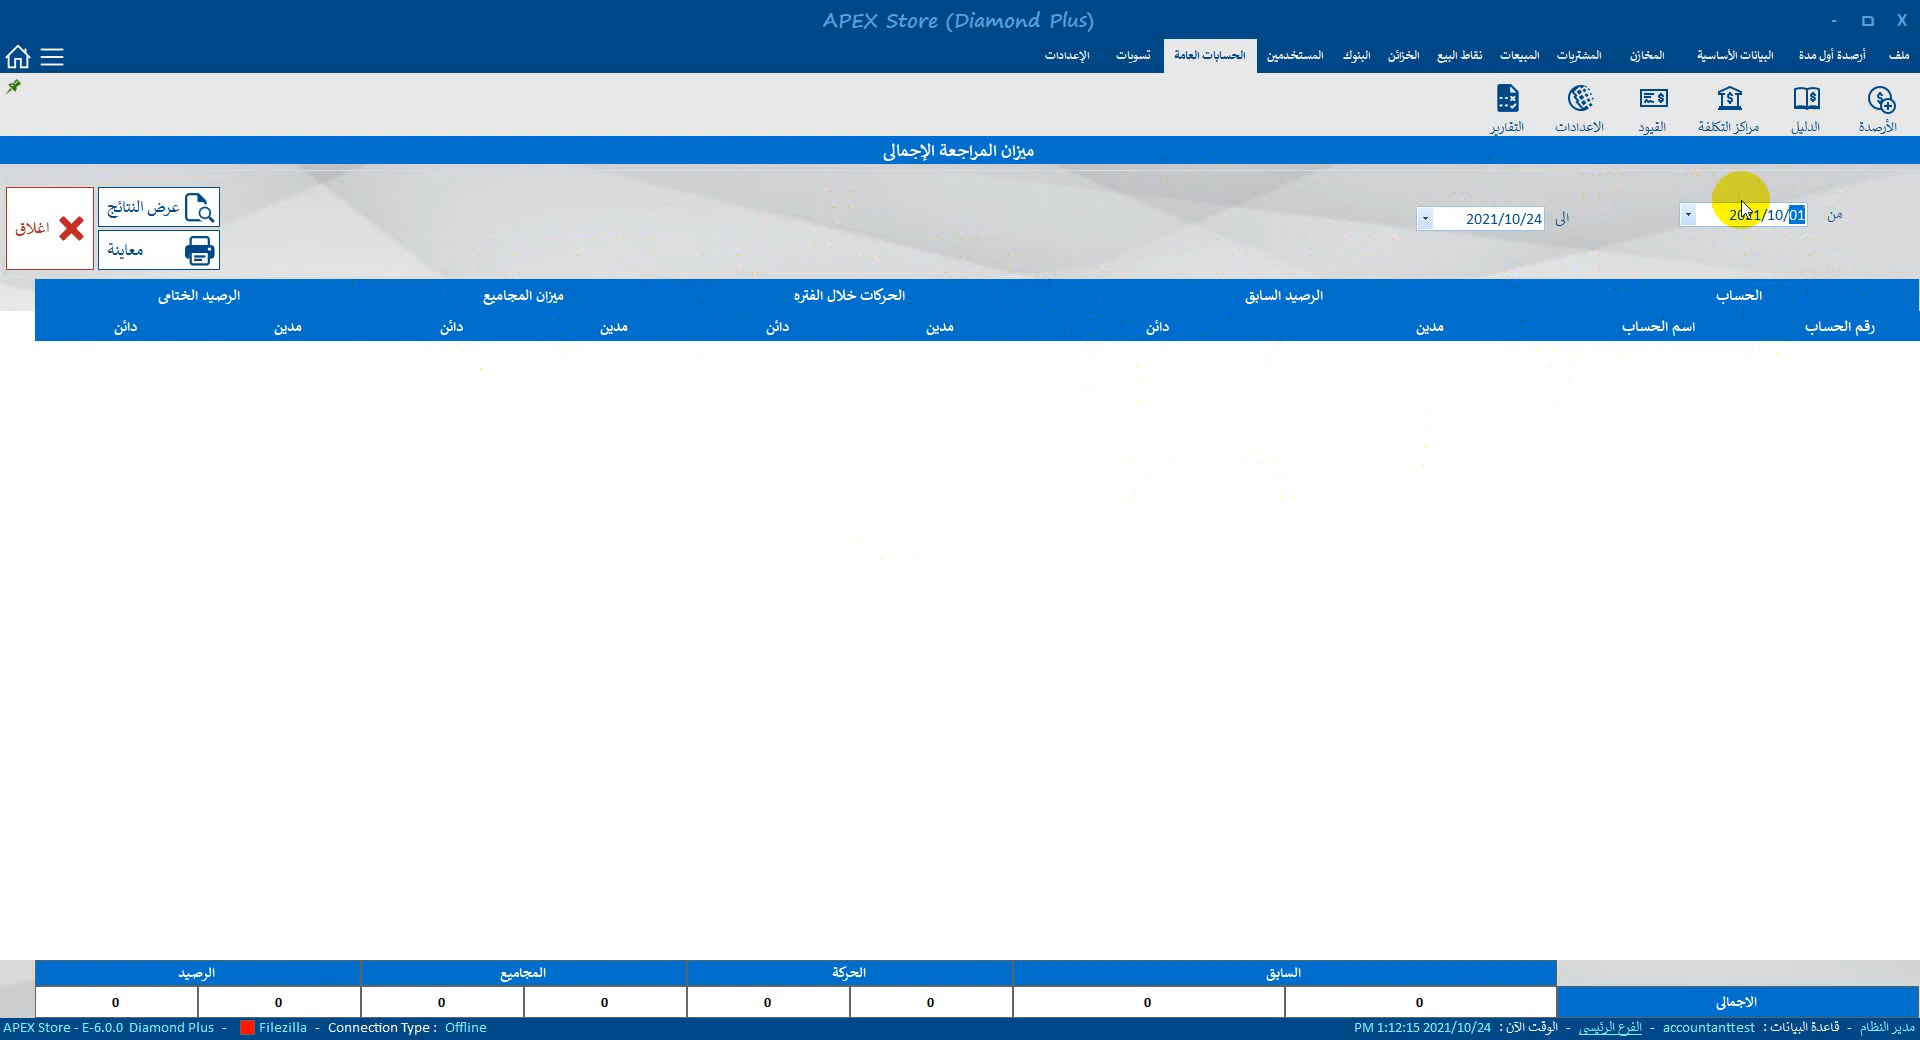 APEX Store (Diamond Plus)
- X
ملف أرصدة أول مدة البيانات الأساسية المخازن المشتريات المبيعات نقاط البيع الخزائن البنوك المستخدمين الحسابات العامة تسويات الإعدادات
الأرصدة الدليل مراكز التكلفة القيود الاعدادات التقارير
ميزان المراجعة الإجمالى
من 2021/10/01 الى 2021/10/24
عرض النتائج
معاينة
اغلاق
الحساب الرصيد السابق الحركات خلال الفتره ميزان المجاميع الرصيد الختامى
رقم الحساب اسم الحساب مدين دائن مدين دائن مدين دائن مدين دائن
السابق الحركة المجاميع الرصيد
الاجمالى 0 0 0 0 0 0 0 0
مدير النظام - قاعدة البيانات : accountanttest - الفرع الرئيسى - الوقت الآن : PM 1:12:15 2021/10/24
APEX Store - E-6.0.0 Diamond Plus - Filezilla - Connection Type : Offline